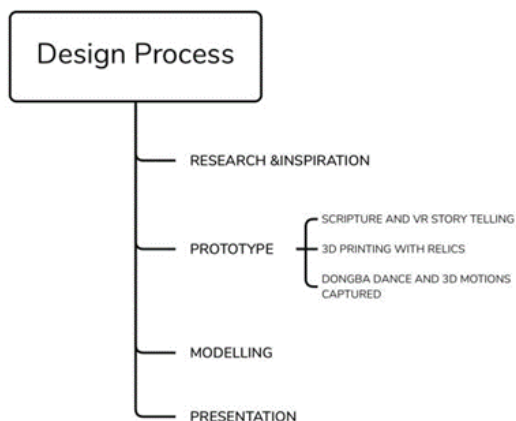 Design Process
RESEARCH &INSPIRATION
PROTOTYPE
SCRIPTURE AND VR STORY TELLING
3D PRINTING WITH RELICS
DONGBA DANCE AND 3D MOTIONS
CAPTURED
MODELLING
PRESENTATION